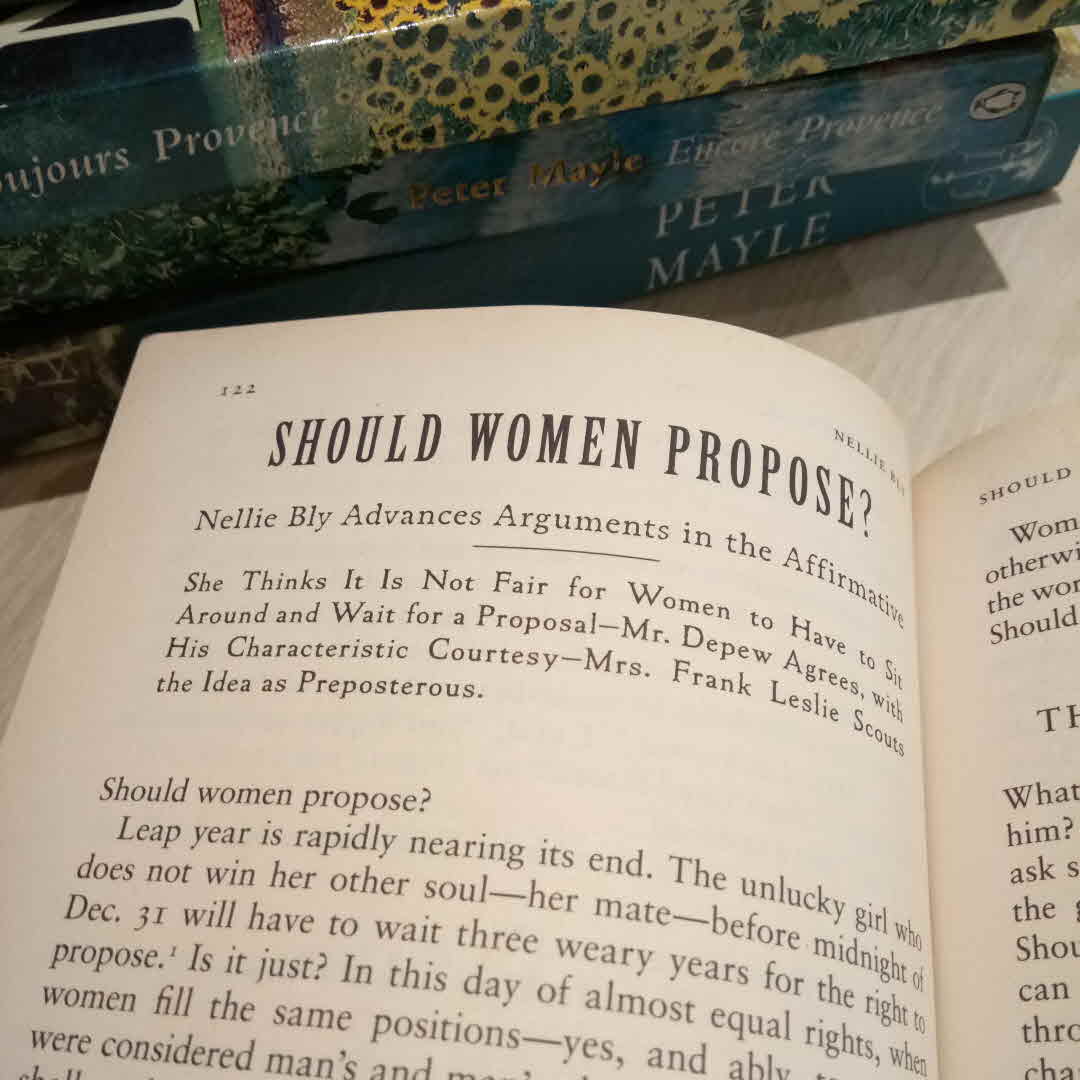 oujours Provence
Peter Mayle Encore Provence
PETER
MAYLE
122
NELLIE BLY
SHOULD WOMEN PROPOSE?
Nellie Bly Advances Arguments in the Affirmative
She Thinks It Is Not Fair for Women to Have to Sit
Around and Wait for a Proposal—Mr. Depew Agrees, with
His Characteristic Courtesy—Mrs. Frank Leslie Scouts
the Idea as Preposterous.
Should women propose?
Leap year is rapidly nearing its end. The unlucky girl who
does not win her other soul—her mate—before midnight of
Dec. 31 will have to wait three weary years for the right to
propose.¹ Is it just? In this day of almost equal rights, when
women fill the same positions—yes, and ably
were considered man's and
SHOULD
Wom
otherwi
the wor
Should
TH
What
him?
ask s
the g
Shou
can
thro
cha